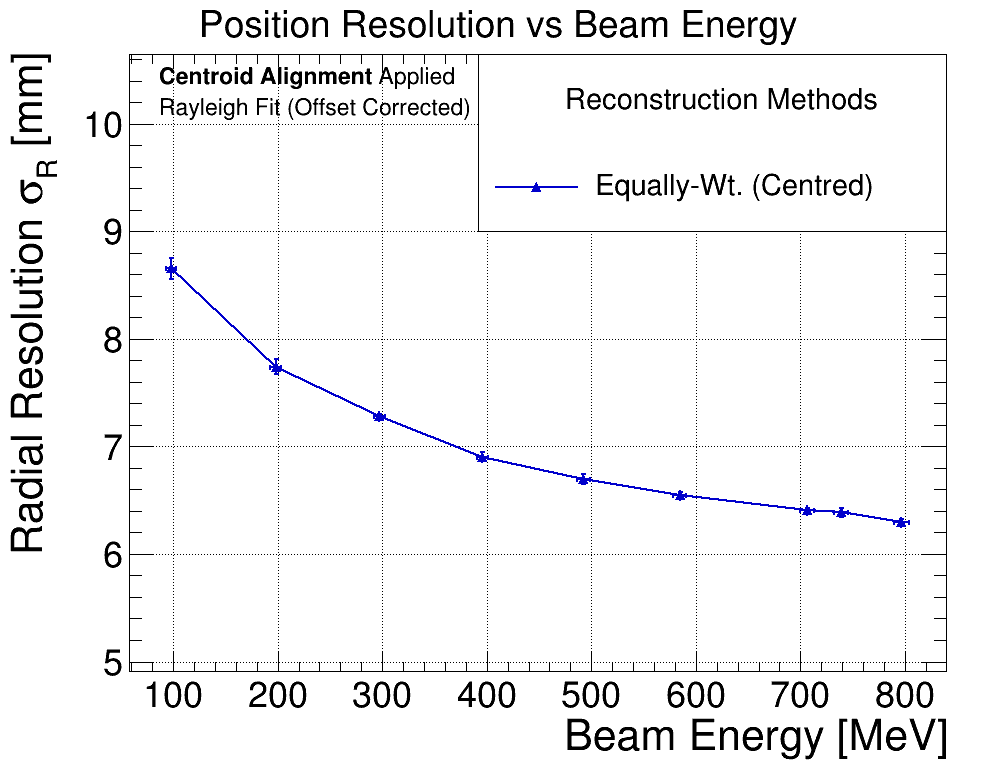 Position Resolution vs Beam Energy
Centroid Alignment Applied
Rayleigh Fit (Offset Corrected)
Reconstruction Methods
Equally-Wt. (Centred)
Radial Resolution σR [mm]
10
9
8
7
6
5
100 200 300 400 500 600 700 800
Beam Energy [MeV]